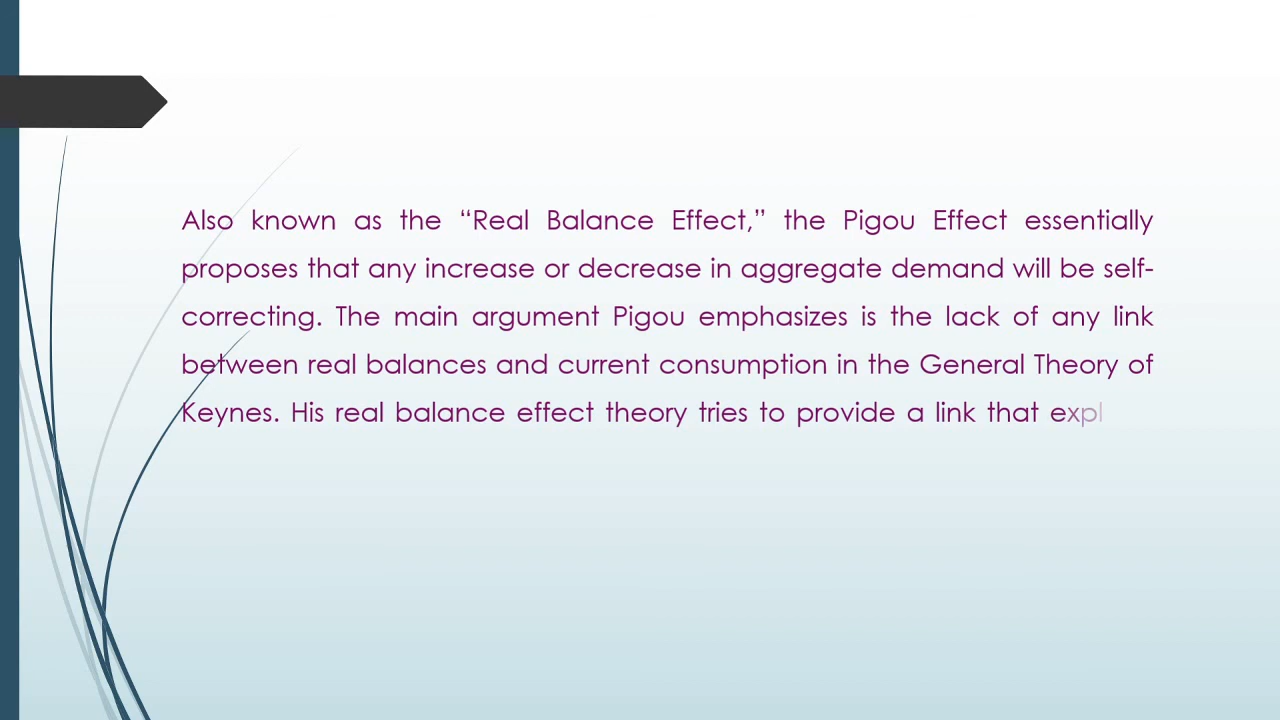 Also known as the “Real Balance Effect,” the Pigou Effect essentially
proposes that any increase or decrease in aggregate demand will be self-
correcting. The main argument Pigou emphasizes is the lack of any link
between real balances and current consumption in the General Theory of
Keynes. His real balance effect theory tries to provide a link that expl